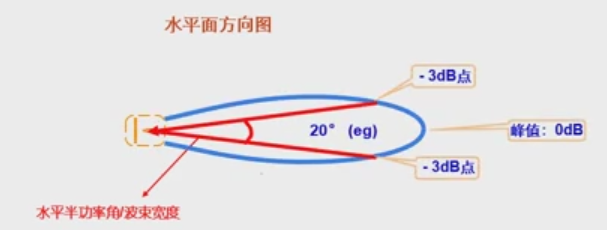 水平面方向图
- 3dB点
20° (eg)
峰值：0dB
- 3dB点
水平半功率角/波束宽度